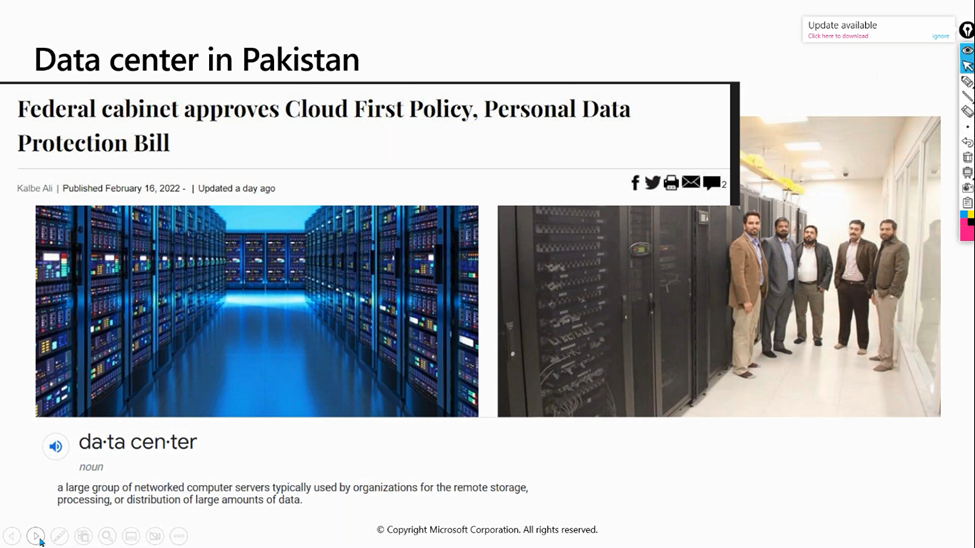 Update available
Click here to download ignore
Data center in Pakistan
Federal cabinet approves Cloud First Policy, Personal Data
Protection Bill
Kalbe Ali | Published February 16, 2022 - | Updated a day ago
2
da·ta cen·ter
noun
a large group of networked computer servers typically used by organizations for the remote storage,
processing, or distribution of large amounts of data.
© Copyright Microsoft Corporation. All rights reserved.